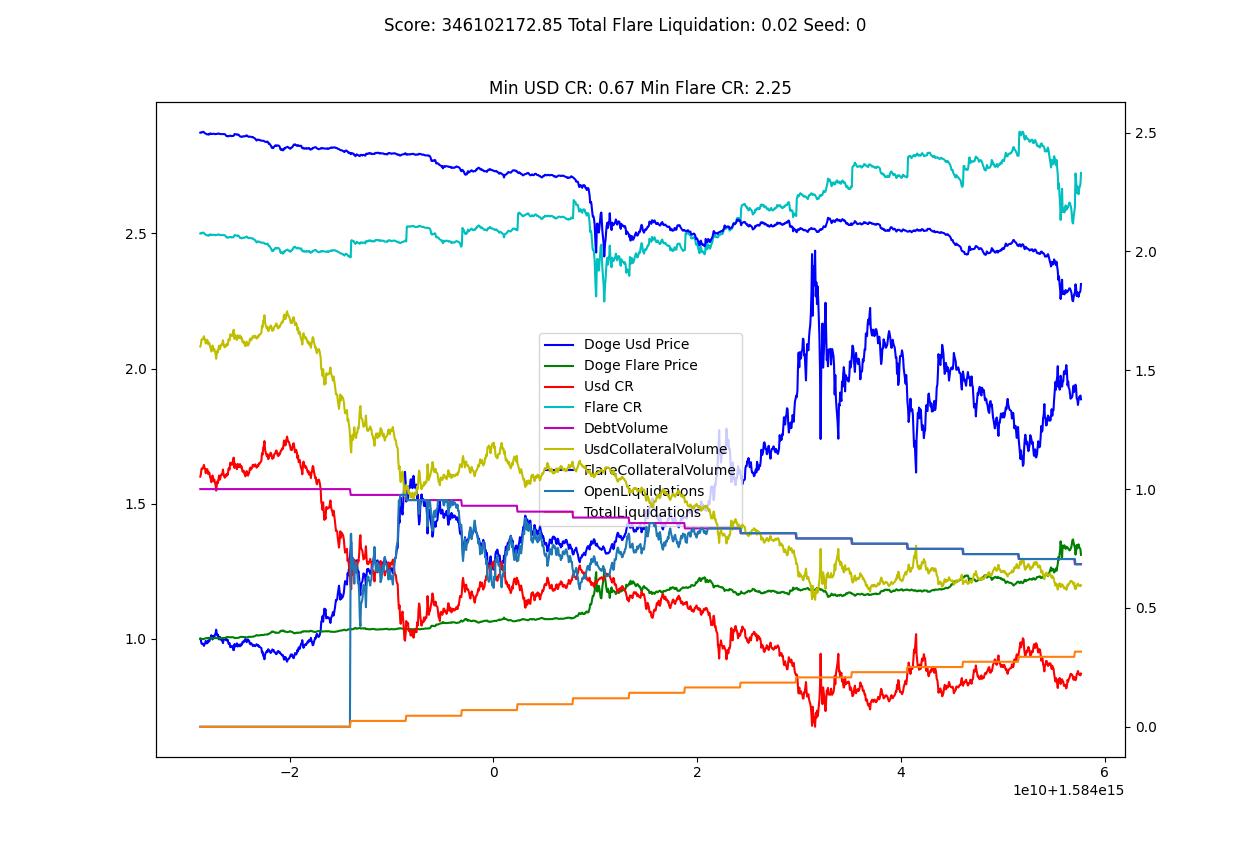 Score: 346102172.85 Total Flare Liquidation: 0.02 Seed: 0
Min USD CR: 0.67 Min Flare CR: 2.25
2.5
2.0
1.5
1.0
2.5
2.0
1.5
1.0
0.5
0.0
Doge Usd Price
Doge Flare Price
Usd CR
Flare CR
DebtVolume
UsdCollateralVolume
FlareCollateralVolume
OpenLiquidations
TotalLiquidations
−2
0
2
4
6
1e10+1.584e15